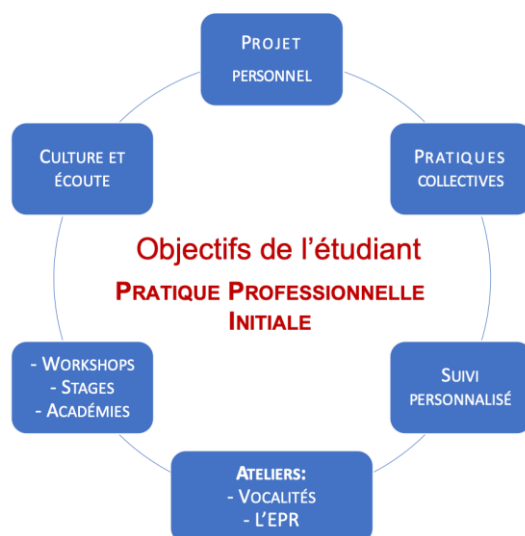 PROJET
PERSONNEL
CULTURE ET
ÉCOUTE
PRATIQUES
COLLECTIVES
Objectifs de l'étudiant
PRATIQUE PROFESSIONNELLE
INITIALE
- WORKSHOPS
- STAGES
- ACADÉMIES
SUIVI
PERSONNALISÉ
ATELIERS:
- VOCALITÉS
- L'EPR